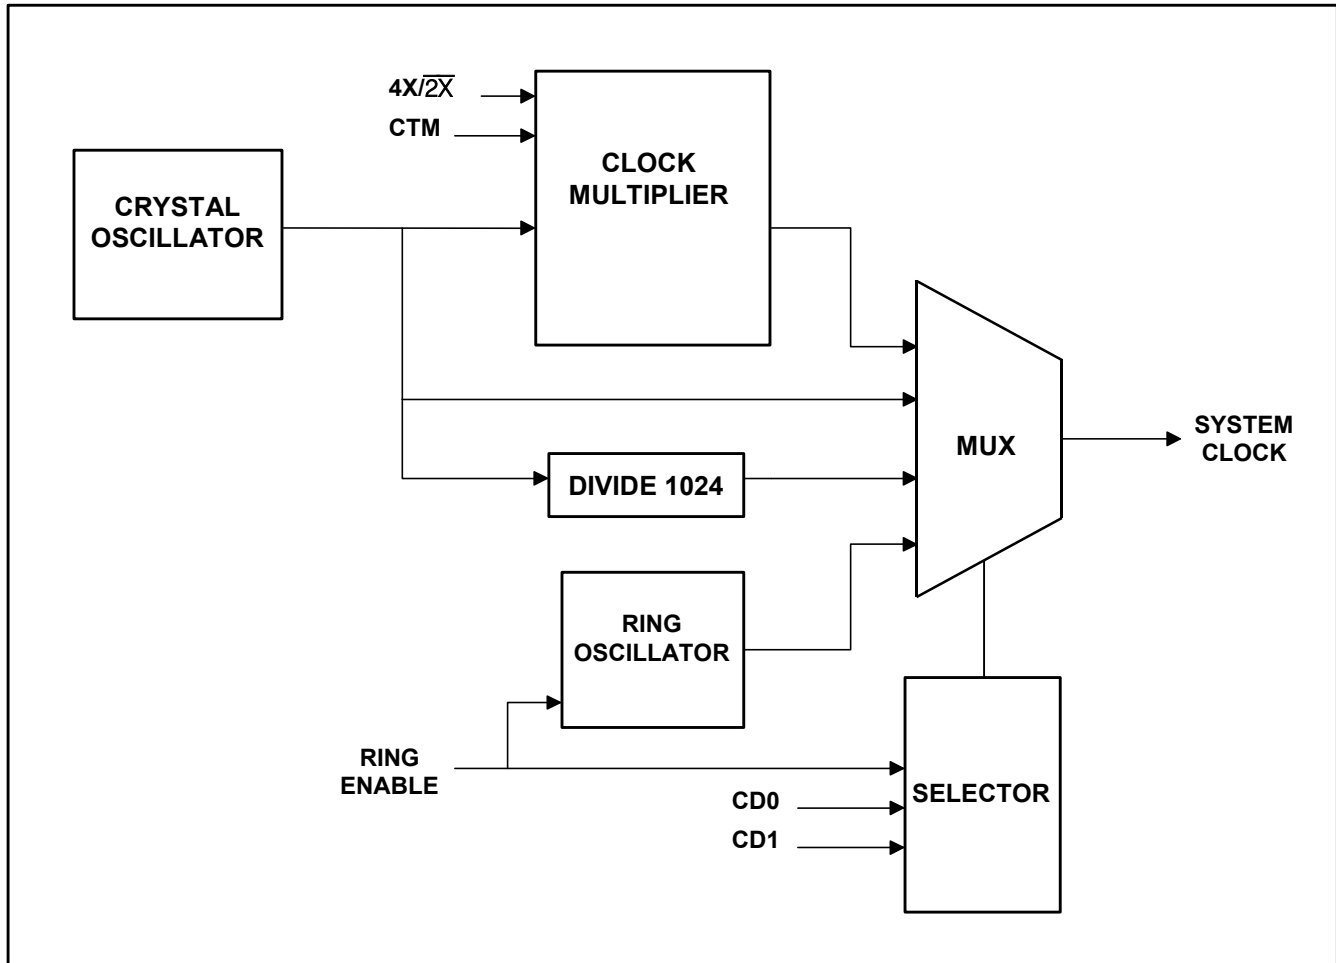 4X/2X
CTM
CLOCK
MULTIPLIER
CRYSTAL
OSCILLATOR
MUX
SYSTEM
CLOCK
DIVIDE 1024
RING
OSCILLATOR
RING
ENABLE
SELECTOR
CD0
CD1